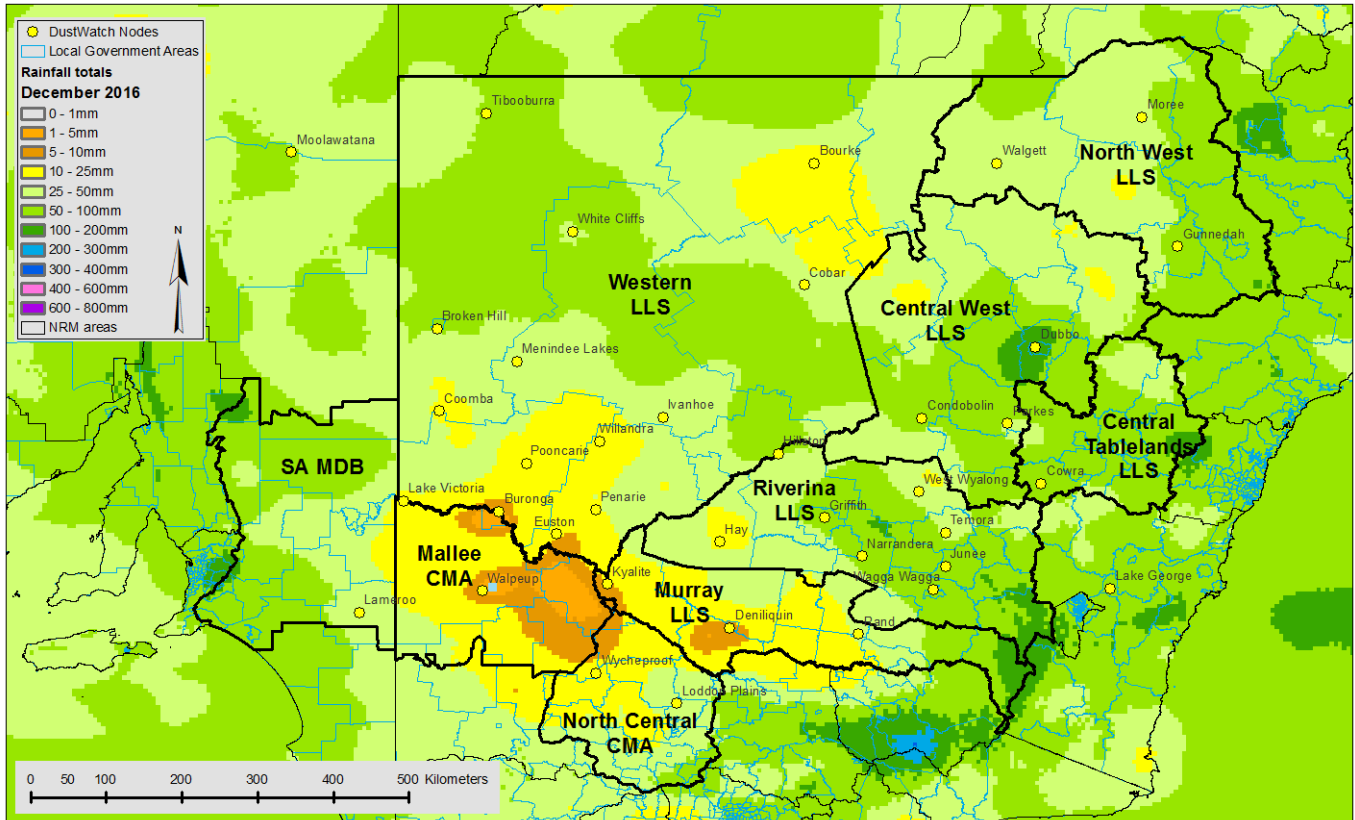 DustWatch Nodes
Local Government Areas
Rainfall totals
December 2016
0 - 1mm
1 - 5mm
5 - 10mm
10 - 25mm
25 - 50mm
50 - 100mm
100 - 200mm
200 - 300mm
300 - 400mm
400 - 600mm
600 - 800mm
NRM areas
N
Tibooburra
Moolawatana
Moree
Bourke
Walgett
North West
LLS
White Cliffs
Gunnedah
Western
LLS
Cobar
Central West
LLS
Broken Hill
Dubbo
Menindee Lakes
Coomba
Ivanhoe
Condobolin
Parkes
Central
Tablelands
LLS
Willandra
Hillston
Pooncarie
SA MDB
Cowra
Riverina
LLS
West Wyalong
Lake Victoria
Buronga
Penarie
Griffith
Euston
Hay
Temora
Mallee
CMA
Narrandera
Junee
Walpeup
Kyalite
Murray
LLS
Wagga Wagga
Lake George
Lameroo
Deniliquin
Rand
Wycheproof
Loddon Plains
North Central
CMA
0 50 100 200 300 400 500 Kilometers